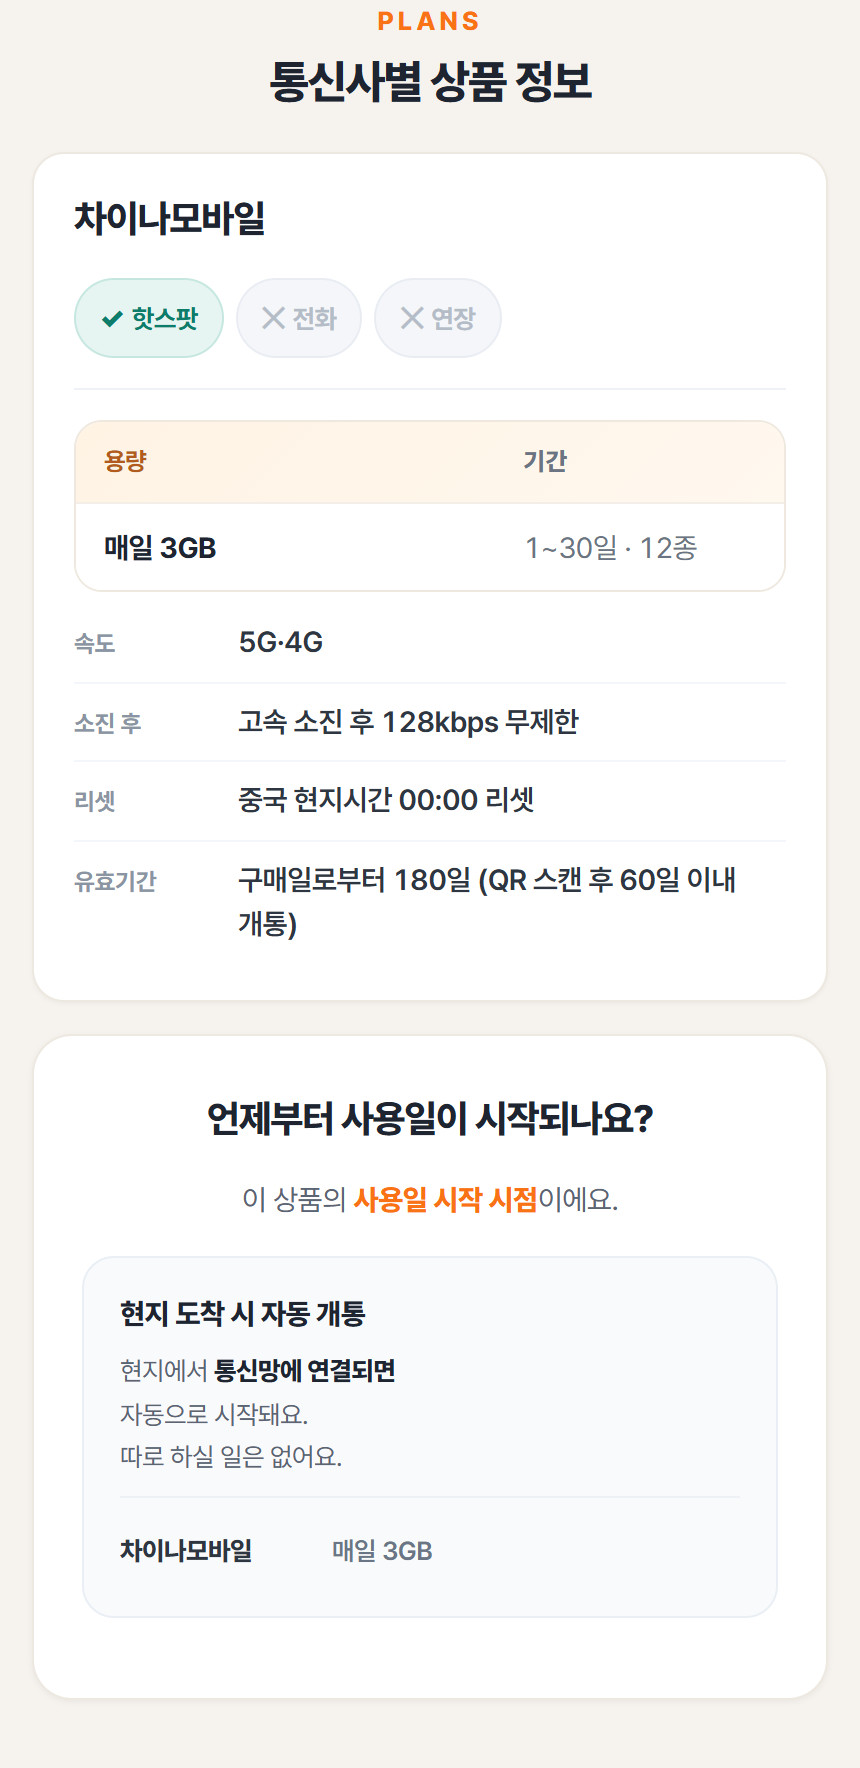 PLANS
통신사별 상품 정보
차이나모바일
✓ 핫스팟 ✕ 전화 ✕ 연장
용량 기간
매일 3GB 1~30일 · 12종
속도 5G·4G
소진 후 고속 소진 후 128kbps 무제한
리셋 중국 현지시간 00:00 리셋
유효기간 구매일로부터 180일 (QR 스캔 후 60일 이내
개통)
언제부터 사용일이 시작되나요?
이 상품의 사용일 시작 시점이에요.
현지 도착 시 자동 개통
현지에서 통신망에 연결되면
자동으로 시작돼요.
따로 하실 일은 없어요.
차이나모바일 매일 3GB